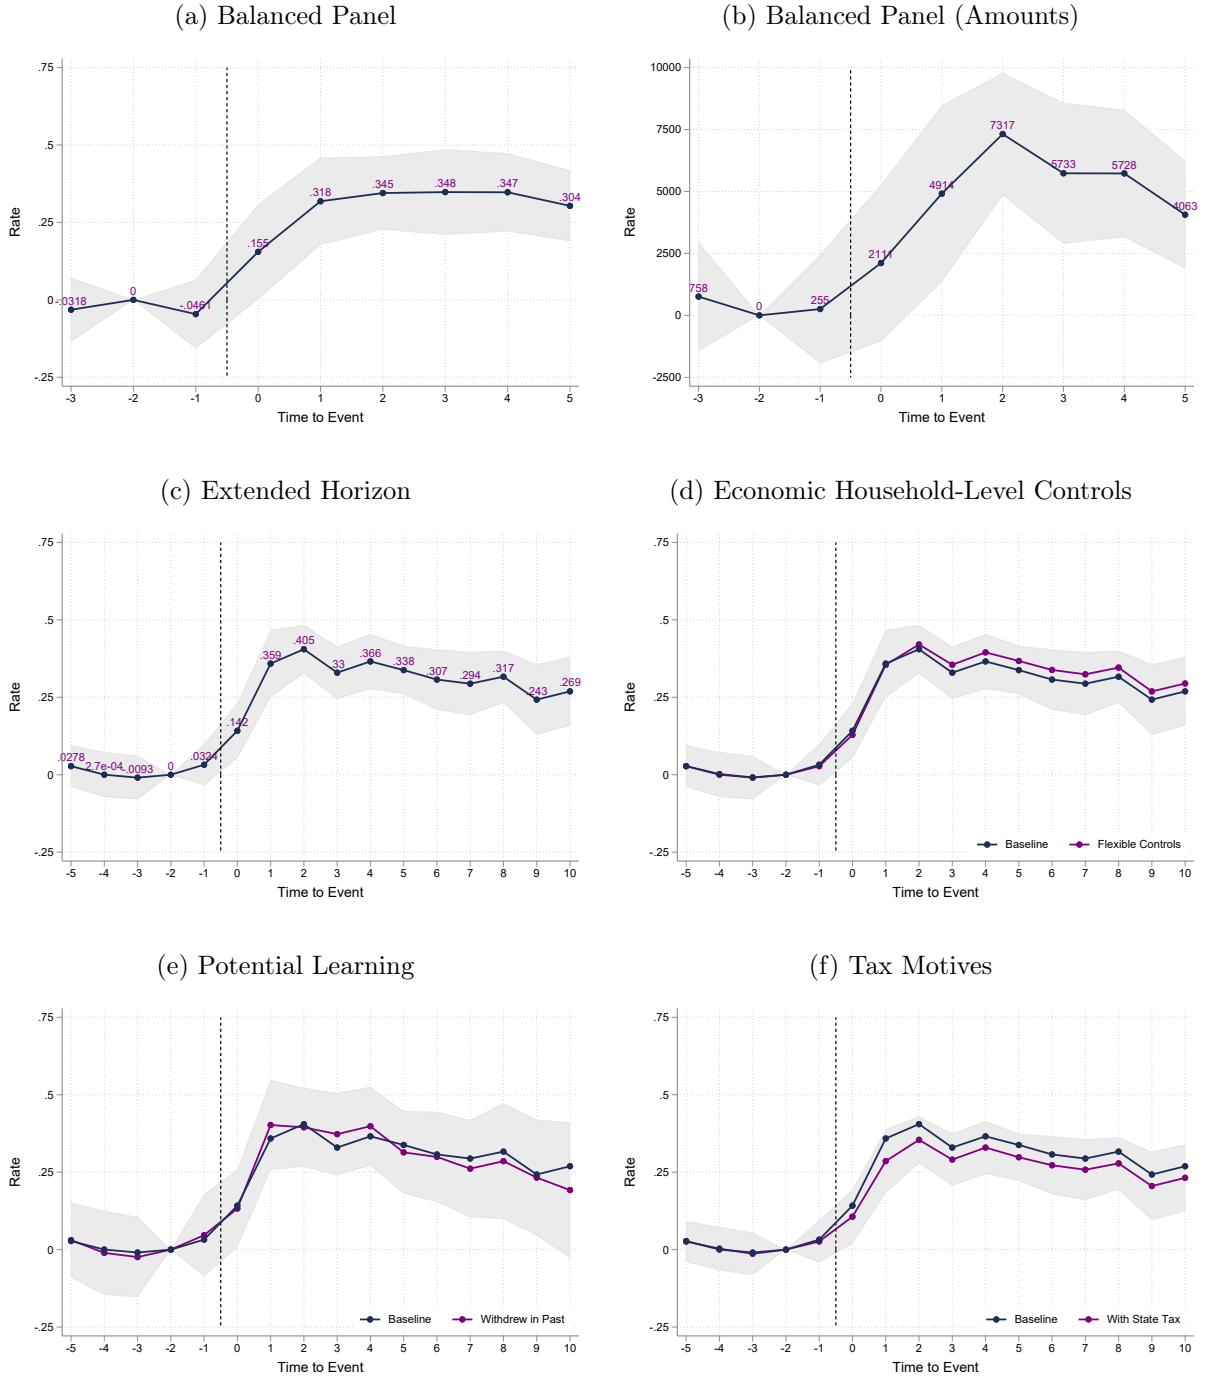 (a) Balanced Panel
.75
.5
.25
0
-.25
Rate
-.0318
0
-.0461
.155
.318
.345
.348
.347
.304
-3 -2 -1 0 1 2 3 4 5
Time to Event
(b) Balanced Panel (Amounts)
10000
7500
5000
2500
0
-2500
Rate
758
0
255
2111
4914
7317
5733
5728
4063
-3 -2 -1 0 1 2 3 4 5
Time to Event
(c) Extended Horizon
.75
.5
.25
0
-.25
Rate
.0278
2.7e-04
-.0093
0
.0324
.142
.359
.405
.33
.366
.338
.307
.294
.317
.243
.269
-5 -4 -3 -2 -1 0 1 2 3 4 5 6 7 8 9 10
Time to Event
(d) Economic Household-Level Controls
.75
.5
.25
0
-.25
Rate
Baseline Flexible Controls
-5 -4 -3 -2 -1 0 1 2 3 4 5 6 7 8 9 10
Time to Event
(e) Potential Learning
.75
.5
.25
0
-.25
Rate
Baseline Withdrew in Past
-5 -4 -3 -2 -1 0 1 2 3 4 5 6 7 8 9 10
Time to Event
(f) Tax Motives
.75
.5
.25
0
-.25
Rate
Baseline With State Tax
-5 -4 -3 -2 -1 0 1 2 3 4 5 6 7 8 9 10
Time to Event